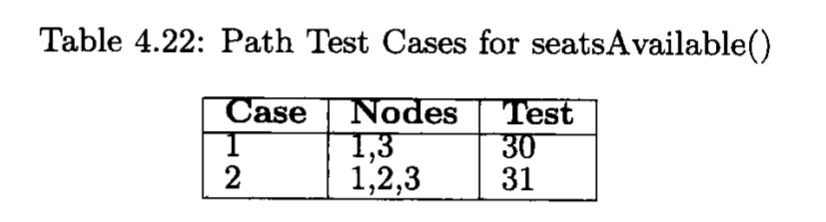 Table 4.22: Path Test Cases for seatsAvailable()
Case Nodes Test
1 1,3 30
2 1,2,3 31